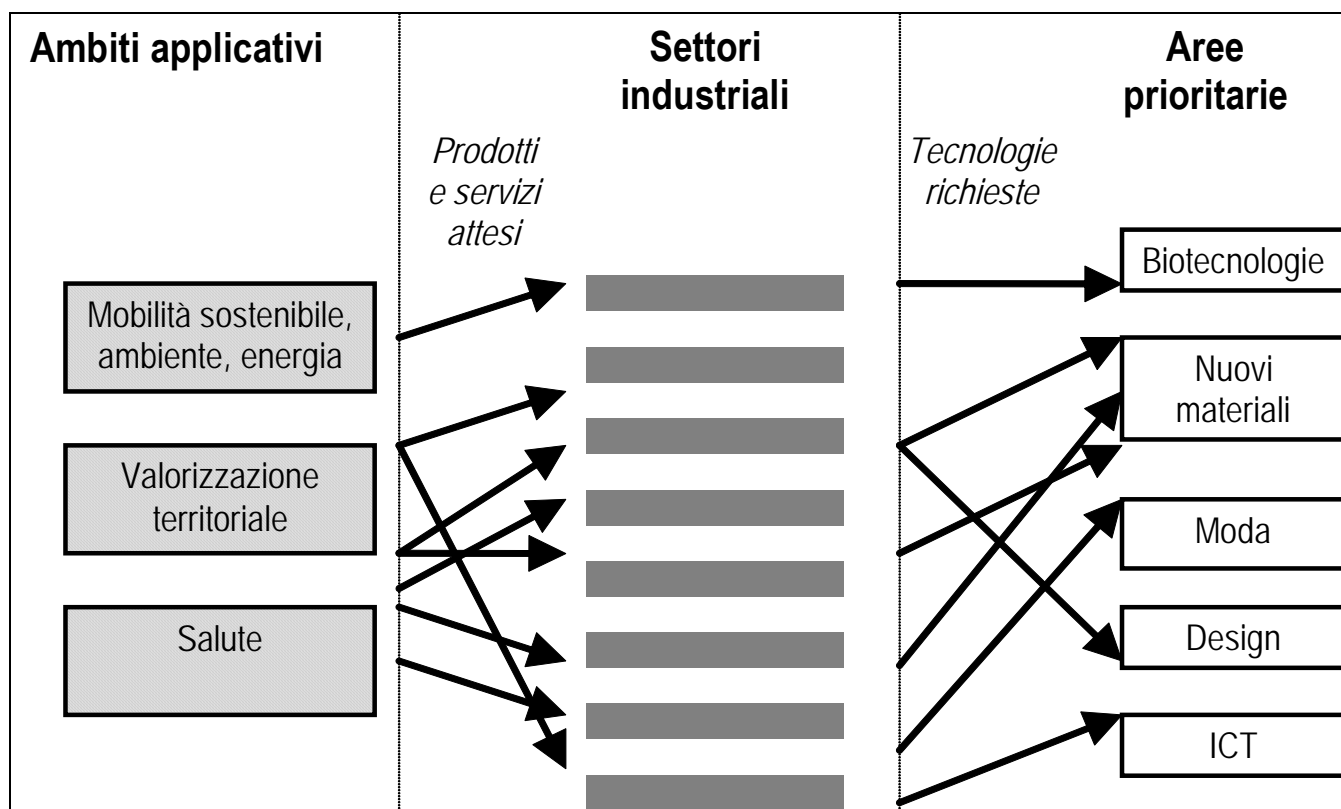 Ambiti applicativi
Settori
industriali
Aree
prioritarie
Prodotti
e servizi
attesi
Tecnologie
richieste
Mobilità sostenibile,
ambiente, energia
Valorizzazione
territoriale
Salute
Biotecnologie
Nuovi
materiali
Moda
Design
ICT